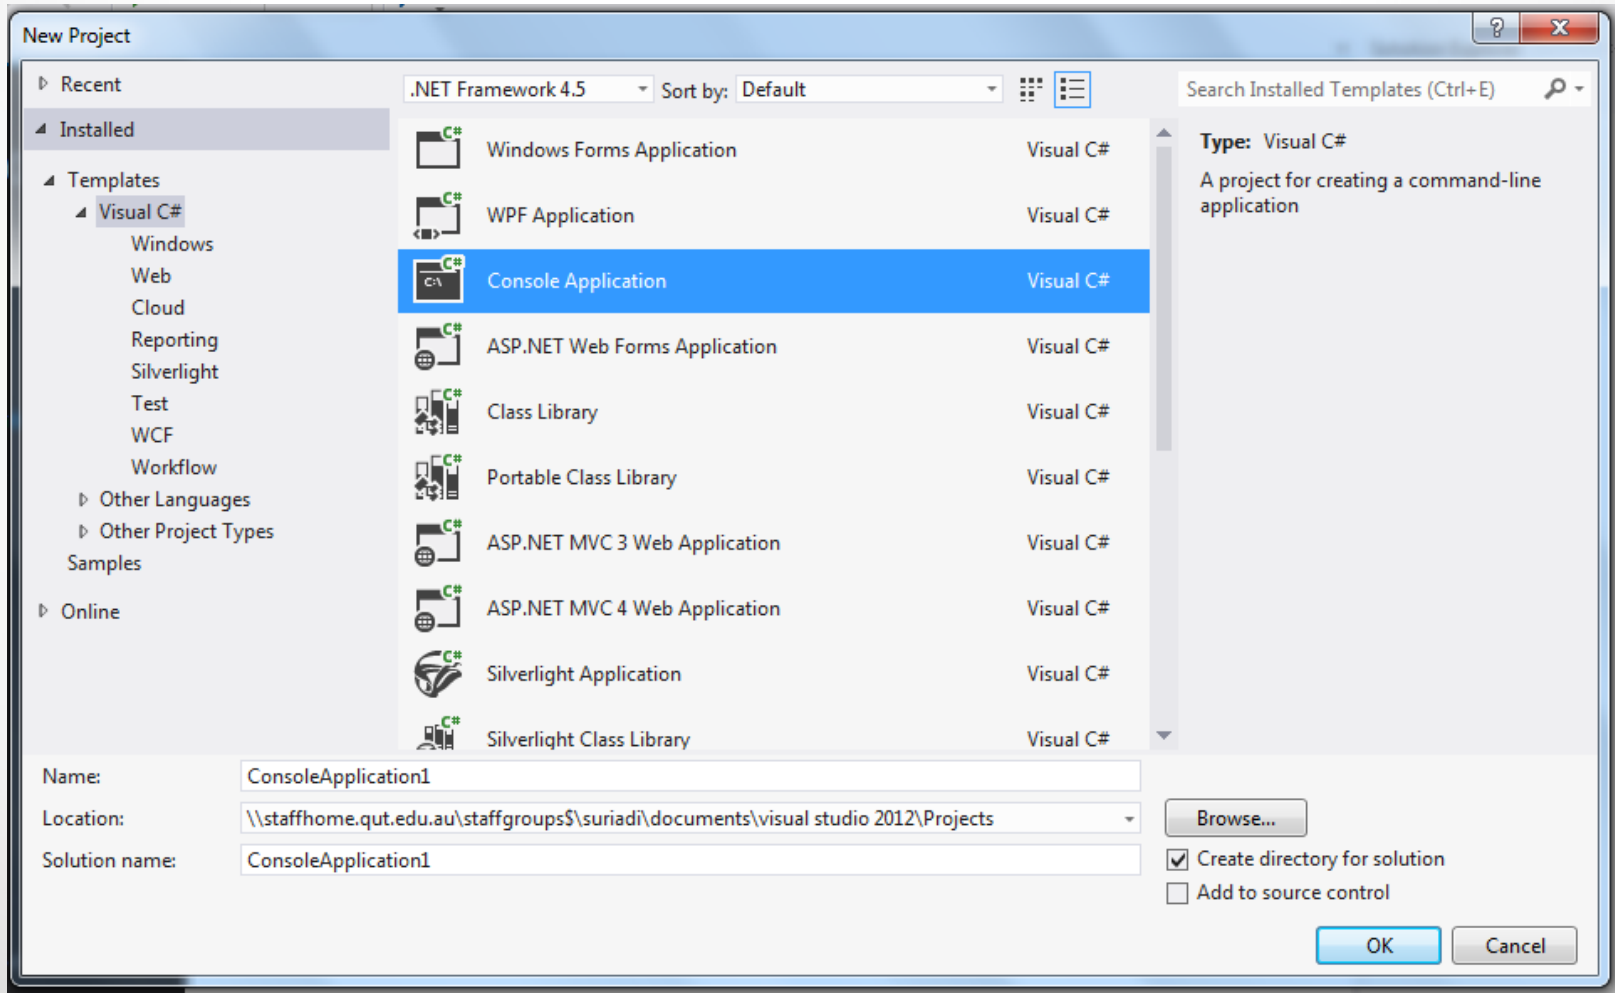 New Project
Recent
Installed
Templates
Visual C#
Windows
Web
Cloud
Reporting
Silverlight
Test
WCF
Workflow
Other Languages
Other Project Types
Samples
Online
.NET Framework 4.5 Sort by: Default
C# Windows Forms Application Visual C#
C# WPF Application Visual C#
C# C:\ Console Application Visual C#
C# ASP.NET Web Forms Application Visual C#
C# Class Library Visual C#
C# Portable Class Library Visual C#
C# ASP.NET MVC 3 Web Application Visual C#
C# ASP.NET MVC 4 Web Application Visual C#
C# Silverlight Application Visual C#
C# Silverlight Class Library Visual C#
Search Installed Templates (Ctrl+E)
Type: Visual C#
A project for creating a command-line
application
Name: ConsoleApplication1
Location: \\staffhome.qut.edu.au\staffgroups$\suriadi\documents\visual studio 2012\Projects Browse...
Solution name: ConsoleApplication1 Create directory for solution
Add to source control
OK Cancel